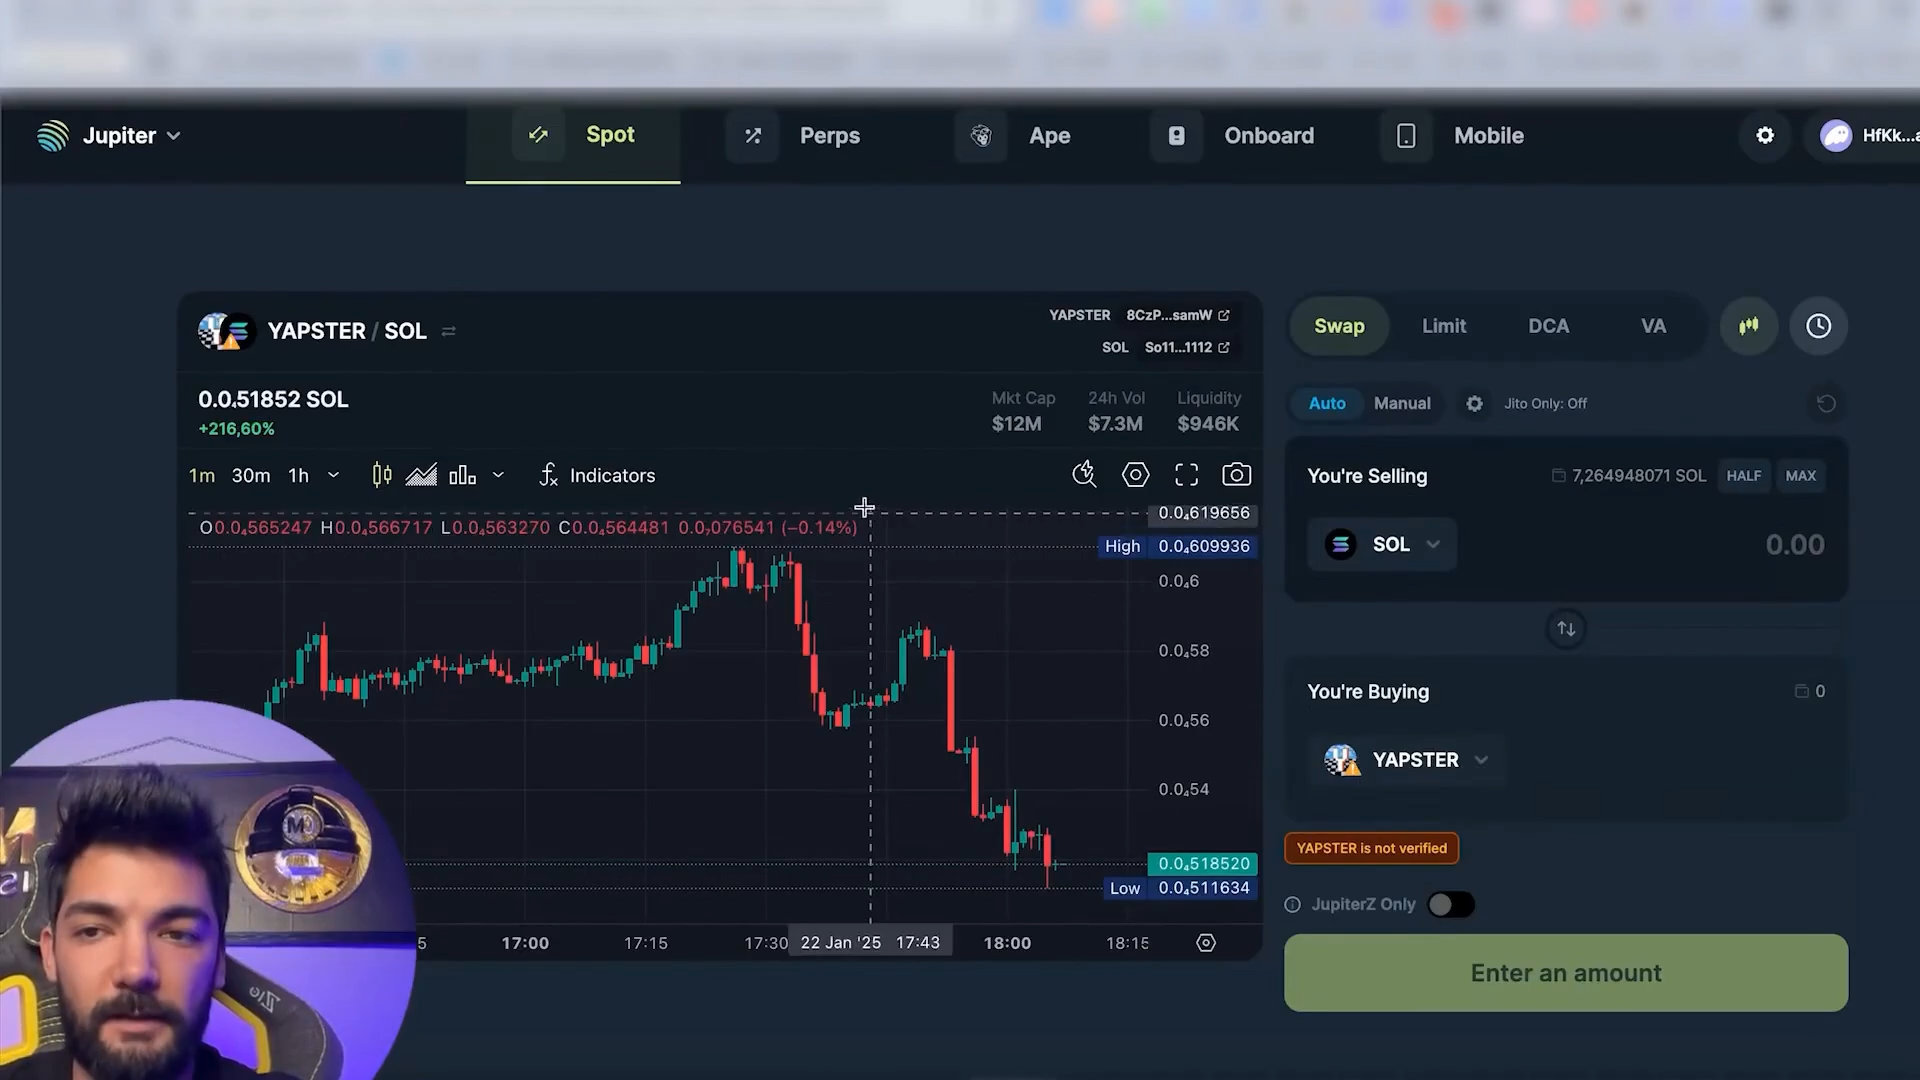 Jupiter
Spot
Perps
Ape
Onboard
Mobile
HfKk...a
YAPSTER / SOL
YAPSTER 8CzP...samW
SOL So11...1112
0.0₄51852 SOL
+216,60%
Mkt Cap 24h Vol Liquidity
$12M $7.3M $946K
1m 30m 1h
Indicators
O0.0₄565247 H0.0₄566717 L0.0₄563270 C0.0₄564481 0.0₇076541 (−0.14%)
0.0₄619656
High 0.0₄609936
0.0₄6
0.0₄58
0.0₄56
0.0₄54
0.0₄518520
Low 0.0₄511634
5 17:00 17:15 17:30 22 Jan '25 17:43 18:00 18:15
Swap Limit DCA VA
Auto Manual Jito Only: Off
You're Selling 7,264948071 SOL HALF MAX
SOL 0.00
You're Buying 0
YAPSTER
YAPSTER is not verified
JupiterZ Only
Enter an amount